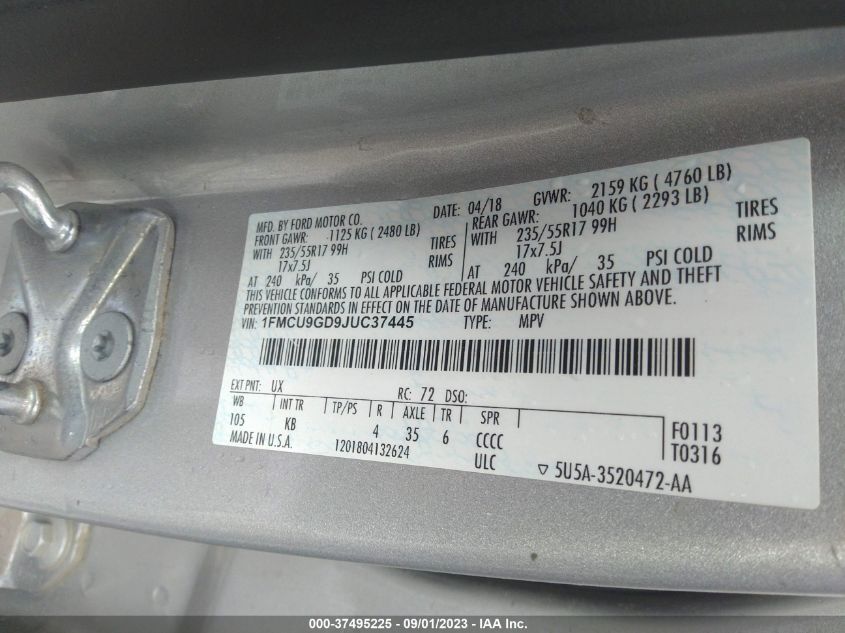 MFD. BY FORD MOTOR CO.
DATE: 04/18 GVWR: 2159 KG ( 4760 LB)
FRONT GAWR: 1125 KG ( 2480 LB)
REAR GAWR: 1040 KG ( 2293 LB)
WITH 235/55R17 99H TIRES
WITH 235/55R17 99H TIRES
17x7.5J RIMS
17x7.5J RIMS
AT 240 kPa/ 35 PSI COLD
AT 240 kPa/ 35 PSI COLD
THIS VEHICLE CONFORMS TO ALL APPLICABLE FEDERAL MOTOR VEHICLE SAFETY AND THEFT
PREVENTION STANDARDS IN EFFECT ON THE DATE OF MANUFACTURE SHOWN ABOVE.
VIN: 1FMCU9GD9JUC37445 TYPE: MPV
EXT PNT: UX RC: 72 DSO:
WB INT TR TP/PS R AXLE TR SPR
105 KB 4 35 6 CCCC F0113
MADE IN U.S.A. 1201804132624 ULC T0316
▽ 5U5A-3520472-AA
000-37495225 - 09/01/2023 - IAA Inc.